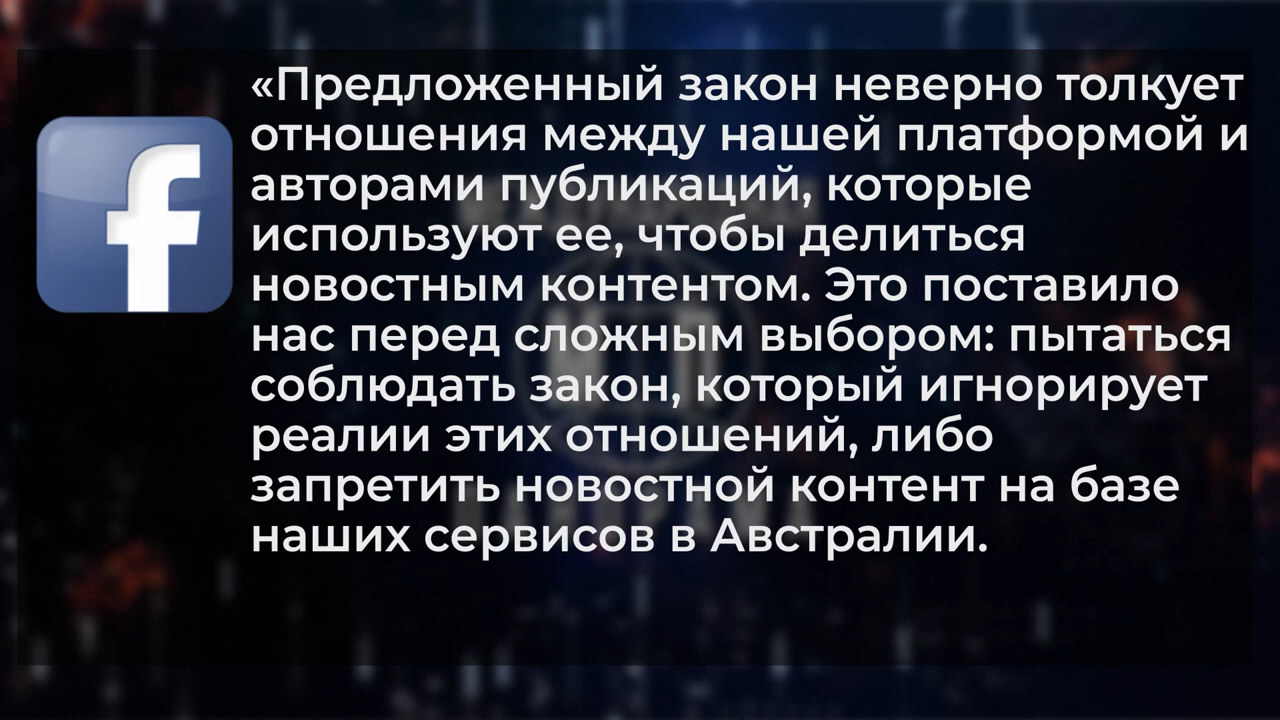 «Предложенный закон неверно толкует
отношения между нашей платформой и
авторами публикаций, которые
используют ее, чтобы делиться
новостным контентом. Это поставило
нас перед сложным выбором: пытаться
соблюдать закон, который игнорирует
реалии этих отношений, либо
запретить новостной контент на базе
наших сервисов в Австралии.